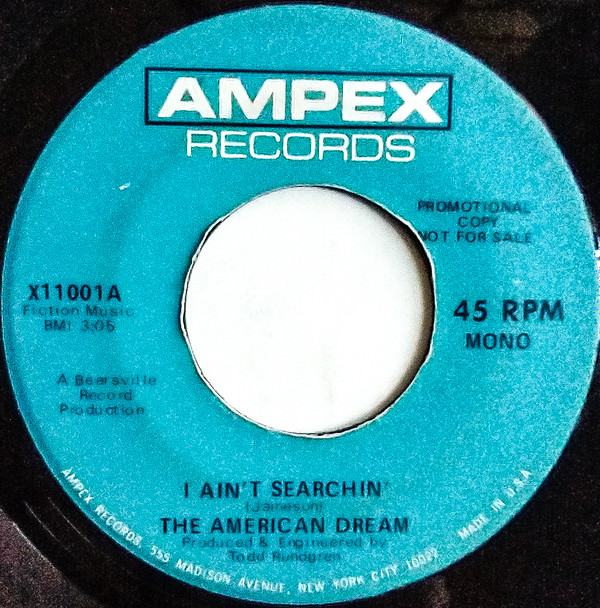 AMPEX
RECORDS
PROMOTIONAL
COPY
NOT FOR SALE
X11001A
Fiction Music
BMI 3:05
45 RPM
MONO
A Bearsville
Record
Production
I AIN'T SEARCHIN'
(Jameson)
THE AMERICAN DREAM
Produced & Engineered by
Todd Rundgren
AMPEX RECORDS, 555 MADISON AVENUE, NEW YORK CITY 10022
MADE IN U.S.A